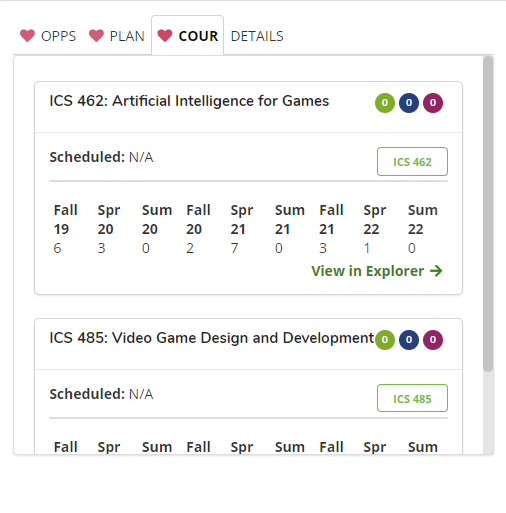 OPPS PLAN COUR DETAILS
ICS 462: Artificial Intelligence for Games 0 0 0
Scheduled: N/A ICS 462
Fall Spr Sum Fall Spr Sum Fall Spr Sum
19 20 20 20 21 21 21 22 22
6 3 0 2 7 0 3 1 0
View in Explorer
ICS 485: Video Game Design and Development 0 0 0
Scheduled: N/A ICS 485
Fall Spr Sum Fall Spr Sum Fall Spr Sum